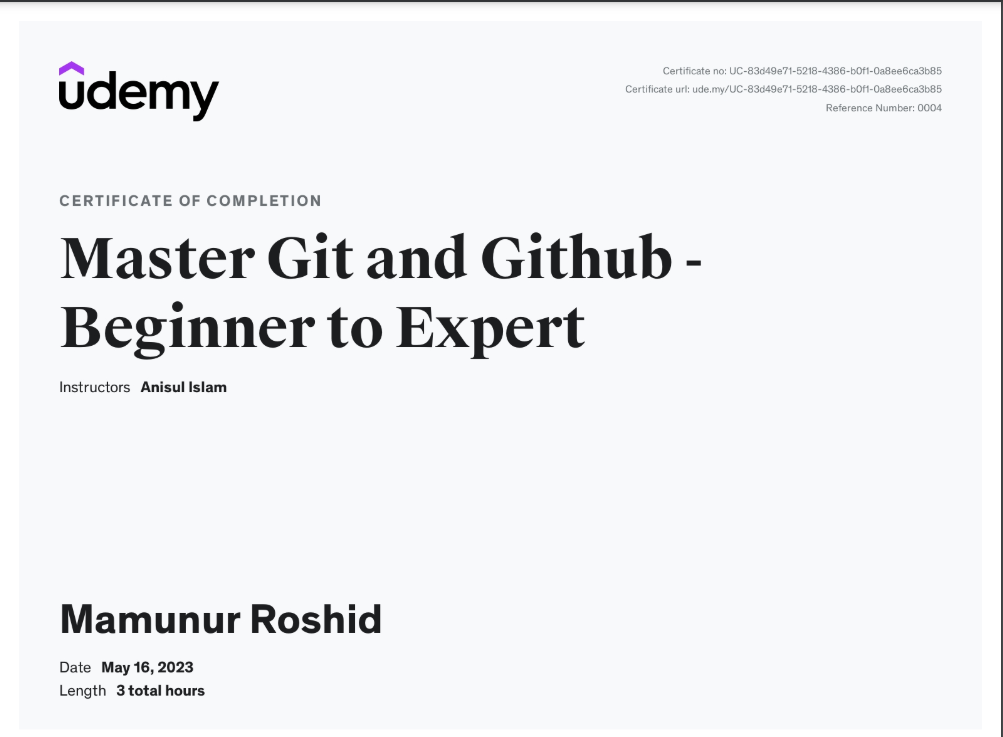 udemy
Certificate no: UC-83d49e71-5218-4386-b0f1-0a8ee6ca3b85
Certificate url: ude.my/UC-83d49e71-5218-4386-b0f1-0a8ee6ca3b85
Reference Number: 0004
CERTIFICATE OF COMPLETION
Master Git and Github -
Beginner to Expert
Instructors Anisul Islam
Mamunur Roshid
Date May 16, 2023
Length 3 total hours